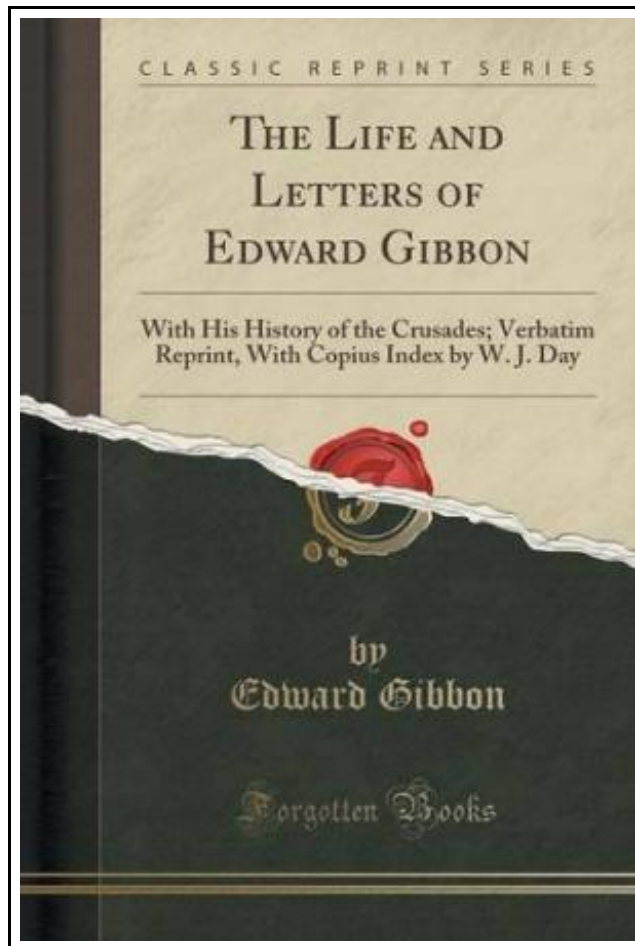 CLASSIC REPRINT SERIES
THE LIFE AND
LETTERS OF
EDWARD GIBBON
With His History of the Crusades; Verbatim
Reprint, With Copius Index by W. J. Day
by
Edward Gibbon
Forgotten Books